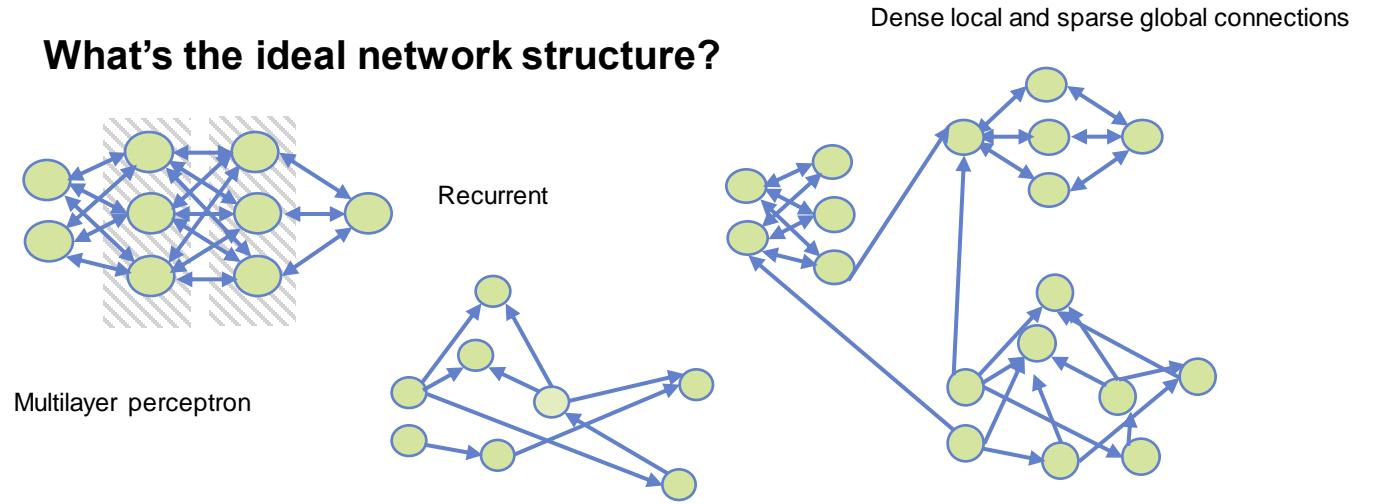 Dense local and sparse global connections
What's the ideal network structure?
Recurrent
Multilayer perceptron